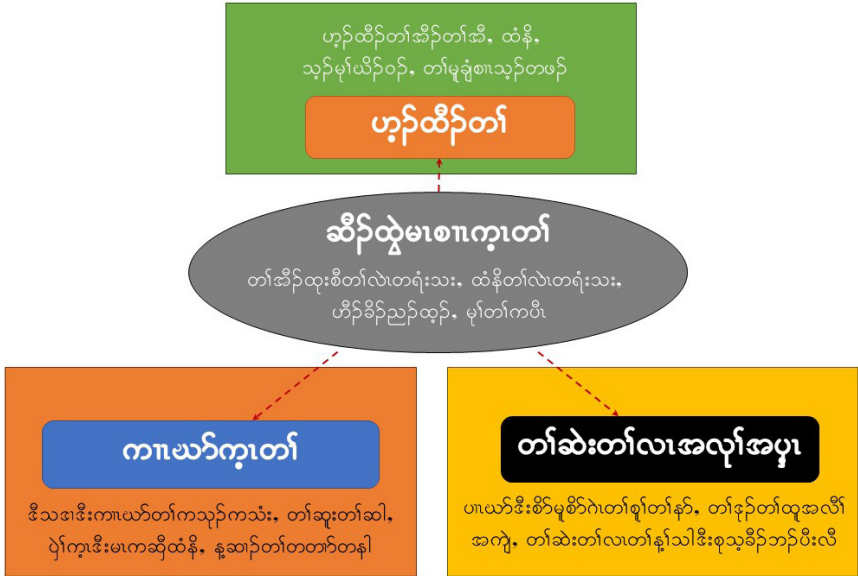 ဟ့ၣ်ထီၣ်တၢ်အီၣ်တၢ်အီ, ထံနိ,
သ့ၣ်မုၢ်ဃိၣ်ဝၣ်, တၢ်မူချံစၢၤသ့ၣ်တဖၣ်
ဟ့ၣ်ထီၣ်တၢ်
ဆီၣ်ထွဲမၤစၢၤက့ၤတၢ်
တၢ်အီၣ်ထုးစီတၢ်လဲၤတရံးသး, ထံနိတၢ်လဲၤတရံးသး,
ဟီၣ်ခိၣ်ညၣ်ထ့ၣ်, မုၢ်တၢ်ကပီၤ
ကၢၤဃာ်က့ၤတၢ်
ဒီသဒၢဒီးကၢၤဃာ်တၢ်ကသုၣ်ကသံး, တၢ်ဆူးတၢ်ဆါ,
ပှဲၢ်က့ၤဒီးမၤကဆှီထံနိ, န့ဆၢၣ်တၢ်တတာ်တနါ
တၢ်ဆဲးတၢ်လၤအလုၢ်အပှ့ၤ
ပၢၤဃာ်ဒီးစိာ်မူစိာ်ဂဲၤတၢ်စူၢ်တၢ်နာ်, တၢ်ဒုၣ်တၢ်ထူအလီၢ်
အကျဲ, တၢ်ဆဲးတၢ်လၤတၢ်န့ၢ်သါဒီးစုသ့ခီၣ်ဘၣ်ပီးလီ